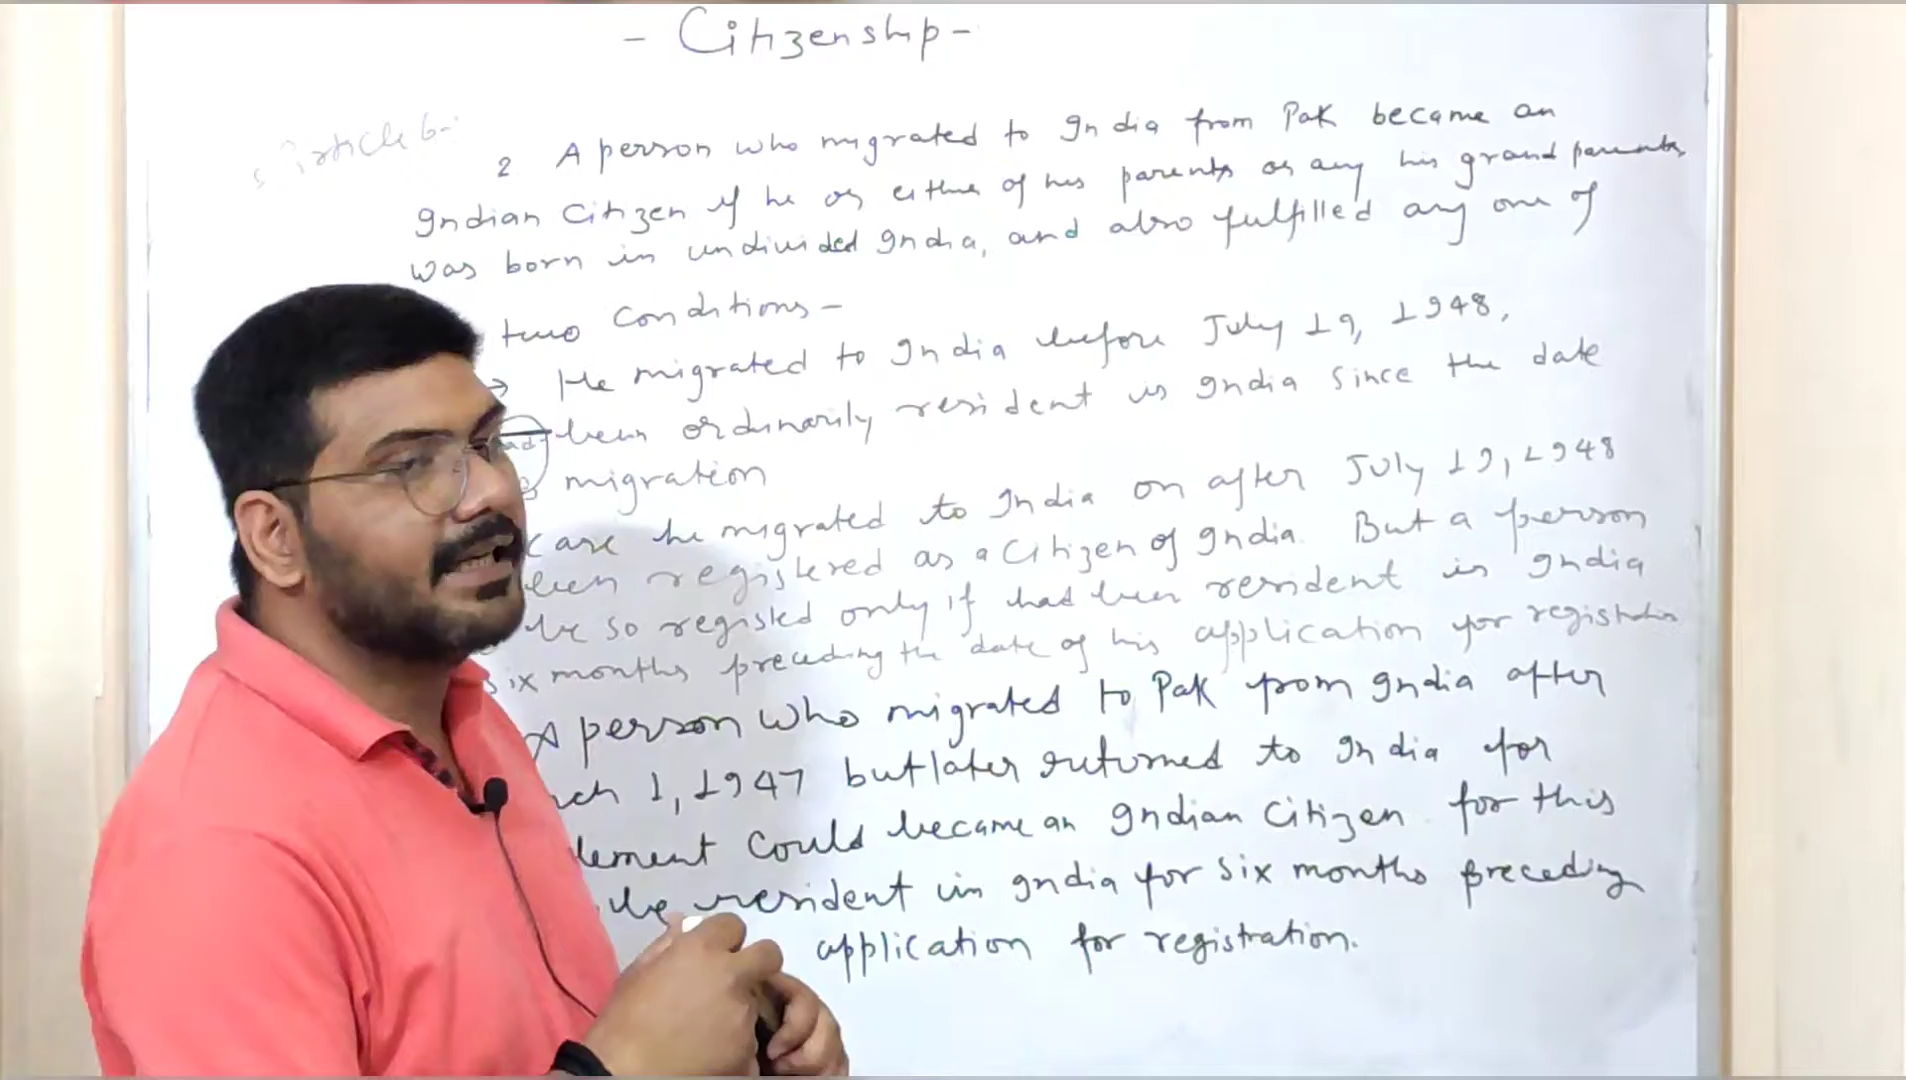 - Citizenship -
Article 6-
2 A person who migrated to India from Pak became an
Indian Citizen if he or either of his parents or any his grand parents
was born in undivided India, and also fulfilled any one of
two conditions -
→ He migrated to India before July 19, 1948,
been ordinarily resident in India since the date
migration
case he migrated to India on after July 19, 1948
been registered as a Citizen of India. But a person
be so registed only if had been resident in India
six months preceding the date of his application for registration
A person who migrated to Pak from India after
ch 1, 1947 but later returned to India for
lement could became an Indian Citizen for this
be resident in India for six months preceding
application for registration.